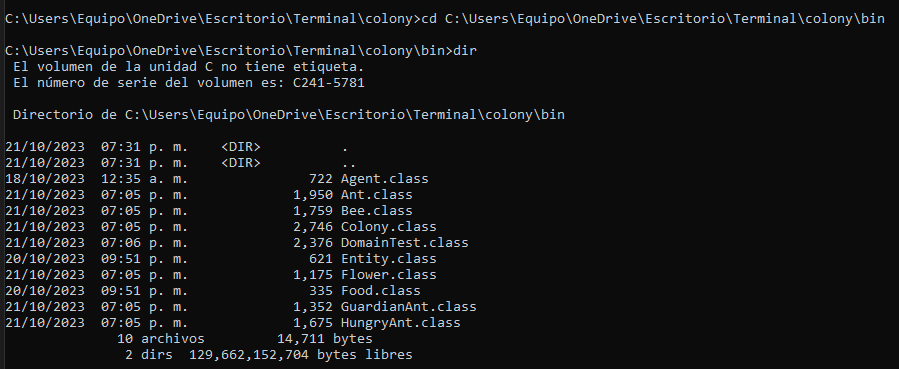 C:\Users\Equipo\OneDrive\Escritorio\Terminal\colony>cd C:\Users\Equipo\OneDrive\Escritorio\Terminal\colony\bin
C:\Users\Equipo\OneDrive\Escritorio\Terminal\colony\bin>dir
El volumen de la unidad C no tiene etiqueta.
El número de serie del volumen es: C241-5781
Directorio de C:\Users\Equipo\OneDrive\Escritorio\Terminal\colony\bin
21/10/2023  07:31 p. m.    <DIR>          .
21/10/2023  07:31 p. m.    <DIR>          ..
18/10/2023  12:35 a. m.               722 Agent.class
21/10/2023  07:05 p. m.             1,950 Ant.class
21/10/2023  07:05 p. m.             1,759 Bee.class
21/10/2023  07:05 p. m.             2,746 Colony.class
21/10/2023  07:06 p. m.             2,376 DomainTest.class
20/10/2023  09:51 p. m.               621 Entity.class
21/10/2023  07:05 p. m.             1,175 Flower.class
20/10/2023  09:51 p. m.               335 Food.class
21/10/2023  07:05 p. m.             1,352 GuardianAnt.class
21/10/2023  07:05 p. m.             1,675 HungryAnt.class
10 archivos         14,711 bytes
2 dirs  129,662,152,704 bytes libres